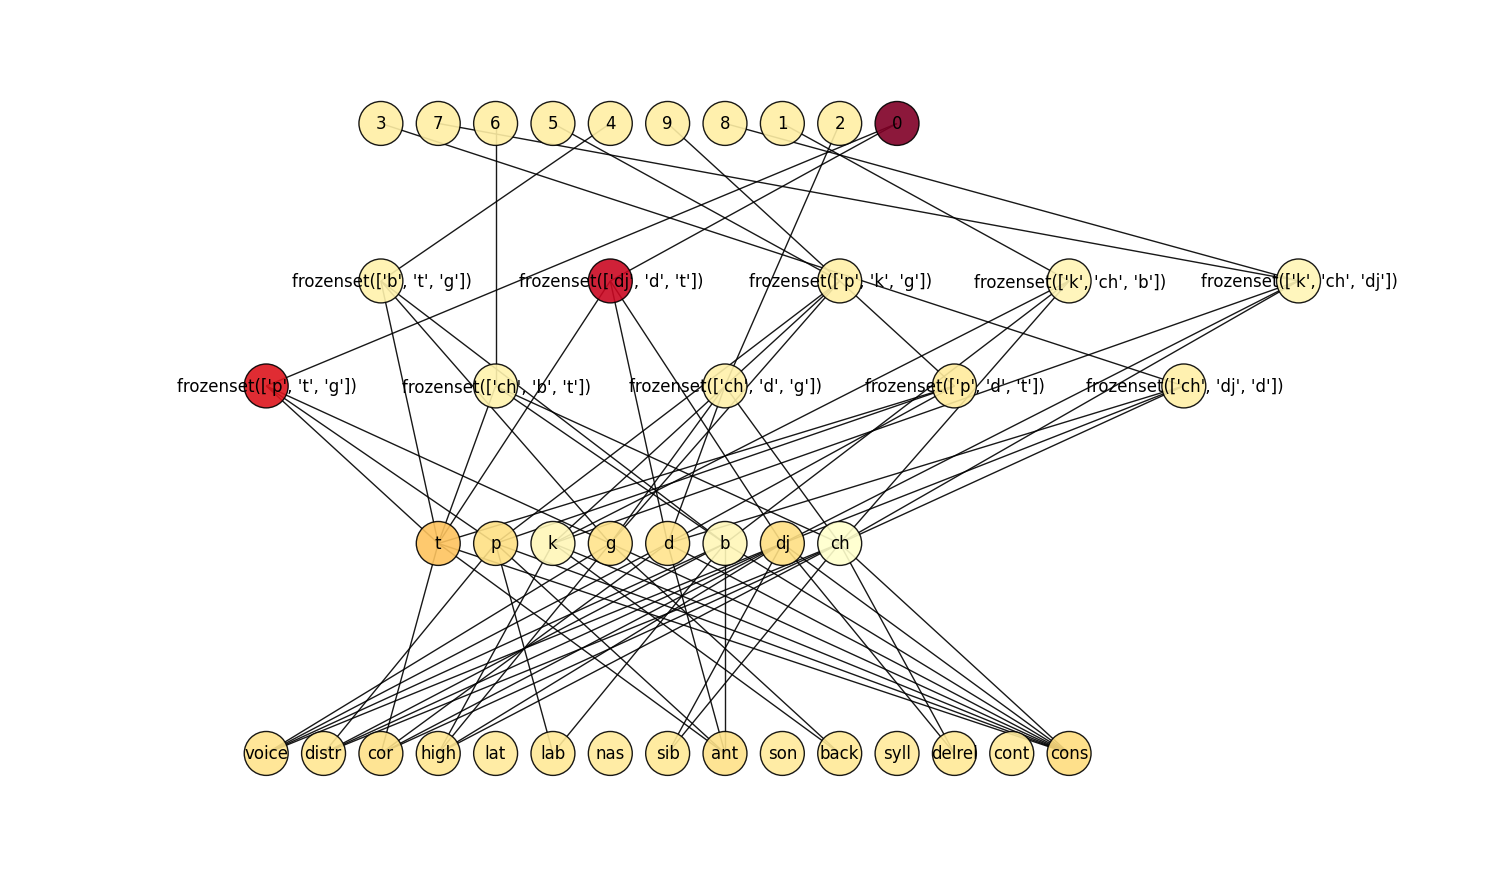 3 7 6 5 4 9 8 1 2 0
frozenset(['b', 't', 'g']) frozenset(['dj', 'd', 't']) frozenset(['p', 'k', 'g']) frozenset(['k', 'ch', 'b']) frozenset(['k', 'ch', 'dj'])
frozenset(['p', 't', 'g']) frozenset(['ch', 'b', 't']) frozenset(['ch', 'd', 'g']) frozenset(['p', 'd', 't']) frozenset(['ch', 'dj', 'd'])
t p k g d b dj ch
voice distr cor high lat lab nas sib ant son back syll delrel cont cons